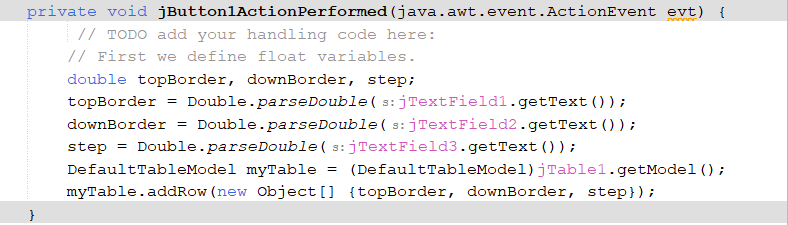 private void jButton1ActionPerformed(java.awt.event.ActionEvent evt) {
// TODO add your handling code here:
// First we define float variables.
double topBorder, downBorder, step;
topBorder = Double.parseDouble(s:jTextField1.getText());
downBorder = Double.parseDouble(s:jTextField2.getText());
step = Double.parseDouble(s:jTextField3.getText());
DefaultTableModel myTable = (DefaultTableModel)jTable1.getModel();
myTable.addRow(new Object[] {topBorder, downBorder, step});
}